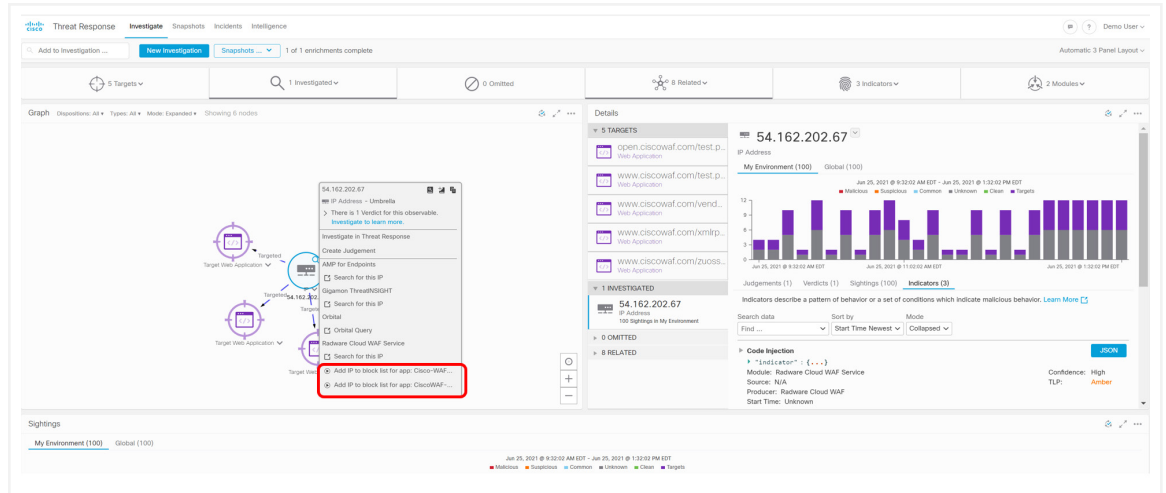 CISCO
Threat Response
Investigate
Snapshots
Incidents
Intelligence
Demo User
Add to Investigation ...
New Investigation
Snapshots ...
1 of 1 enrichments complete
Automatic 3 Panel Layout
5 Targets
1 Investigated
0 Omitted
8 Related
3 Indicators
2 Modules
Graph
Dispositions: All
Types: All
Mode: Expanded
Showing 6 nodes
54.162.202.67
IP Address - Umbrella
There is 1 Verdict for this observable.
Investigate to learn more.
Investigate in Threat Response
Create Judgement
AMP for Endpoints
Search for this IP
Gigamon ThreatINSIGHT
Search for this IP
Orbital
Orbital Query
Radware Cloud WAF Service
Search for this IP
Add IP to block list for app: Cisco-WAF...
Add IP to block list for app: CiscoWAF-...
Targeted
Target Web Application
Targeted
54.162.202.
Target Web Application
Details
5 TARGETS
open.ciscowaf.com/test.p...
Web Application
www.ciscowaf.com/test.p...
Web Application
www.ciscowaf.com/vend...
Web Application
www.ciscowaf.com/xmlrp...
Web Application
www.ciscowaf.com/zuoss...
Web Application
1 INVESTIGATED
54.162.202.67
IP Address
100 Sightings in My Environment
0 OMITTED
8 RELATED
54.162.202.67
IP Address
My Environment (100)
Global (100)
Jun 25, 2021 @ 9:32:02 AM EDT - Jun 25, 2021 @ 1:32:02 PM EDT
Malicious
Suspicious
Common
Unknown
Clean
Targets
12
9
6
3
0
Jun 25, 2021 @ 9:32:02 AM EDT
Jun 25, 2021 @ 11:02:02 AM EDT
Jun 25, 2021 @ 1:32:02 PM EDT
Judgements (1)
Verdicts (1)
Sightings (100)
Indicators (3)
Indicators describe a pattern of behavior or a set of conditions which indicate malicious behavior. Learn More
Search data
Sort by
Mode
Find ...
Start Time Newest
Collapsed
Code Injection
JSON
"indicator" : {...}
Module: Radware Cloud WAF Service
Source: N/A
Producer: Radware Cloud WAF
Start Time: Unknown
Confidence: High
TLP: Amber
Sightings
My Environment (100)
Global (100)
Jun 25, 2021 @ 9:32:02 AM EDT - Jun 25, 2021 @ 1:32:02 PM EDT
Malicious
Suspicious
Common
Unknown
Clean
Targets